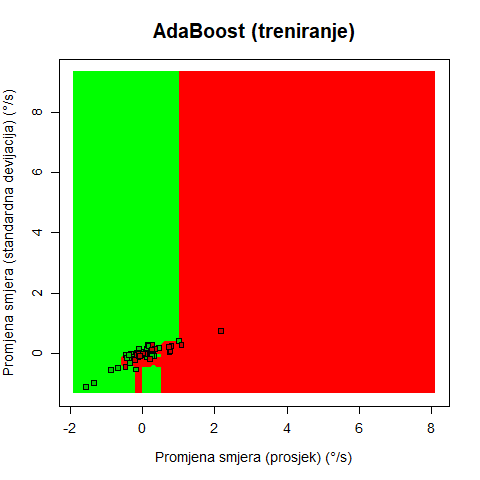 AdaBoost (treniranje)
Promjena smjera (standardna devijacija) (°/s)
8
6
4
2
0
-2 0 2 4 6 8
Promjena smjera (prosjek) (°/s)